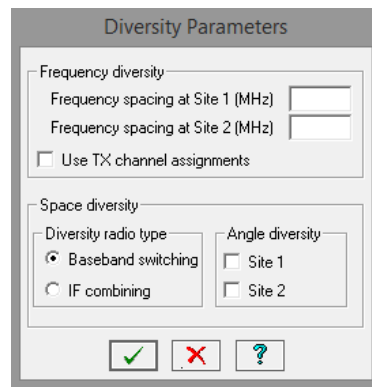 Diversity Parameters
Frequency diversity
Frequency spacing at Site 1 (MHz)
Frequency spacing at Site 2 (MHz)
Use TX channel assignments
Space diversity
Diversity radio type
Baseband switching
IF combining
Angle diversity
Site 1
Site 2
?